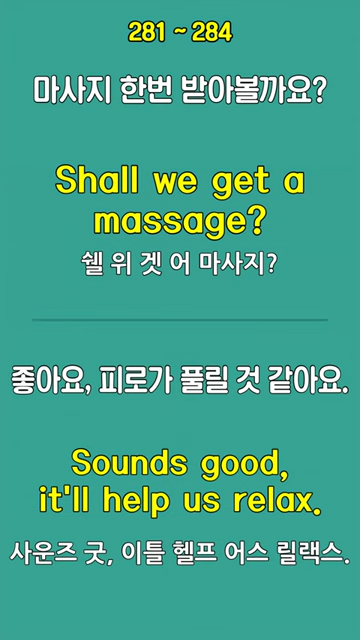 281 ~ 284
마사지 한번 받아볼까요?
Shall we get a
massage?
쉘 위 겟 어 마사지?
좋아요, 피로가 풀릴 것 같아요.
Sounds good,
it'll help us relax.
사운즈 굿, 이틀 헬프 어스 릴랙스.